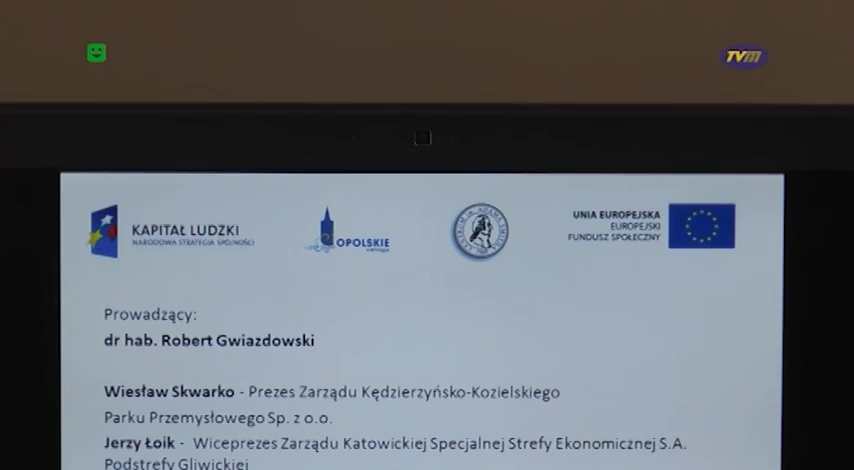 TVM
KAPITAŁ LUDZKI
NARODOWA STRATEGIA SPÓJNOŚCI
OPOLSKIE
UNIA EUROPEJSKA
EUROPEJSKI
FUNDUSZ SPOŁECZNY
Prowadzący:
dr hab. Robert Gwiazdowski
Wiesław Skwarko - Prezes Zarządu Kędzierzyńsko-Kozielskiego
Parku Przemysłowego Sp. z o.o.
Jerzy Łoik - Wiceprezes Zarządu Katowickiej Specjalnej Strefy Ekonomicznej S.A.
Podstrefy Gliwickiej